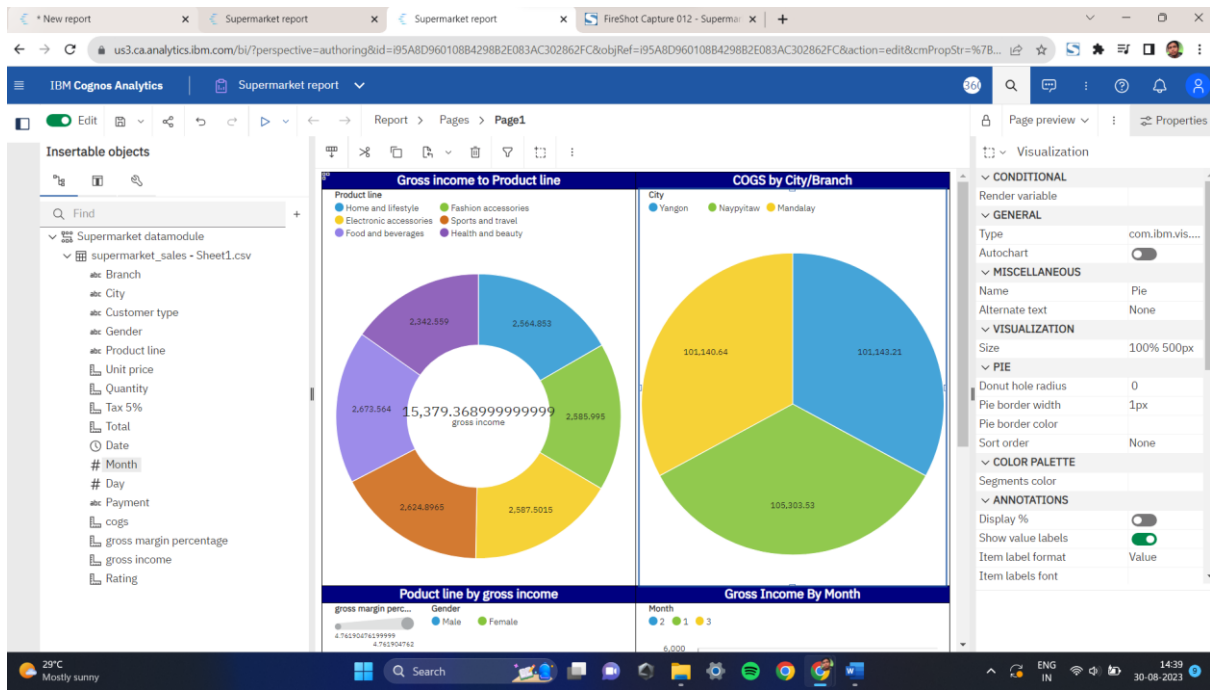 * New report
Supermarket report
Supermarket report
FireShot Capture 012 - Supermar
us3.ca.analytics.ibm.com/bi/?perspective=authoring&id=i95A8D960108B4298B2E083AC302862FC&objRef=i95A8D960108B4298B2E083AC302862FC&action=edit&cmPropStr=%7B...
IBM Cognos Analytics
Supermarket report
360
Edit
Report > Pages > Page1
Page preview
Properties
Insertable objects
Find
Supermarket datamodule
supermarket_sales - Sheet1.csv
abc Branch
abc City
abc Customer type
abc Gender
abc Product line
Unit price
Quantity
Tax 5%
Total
Date
# Month
# Day
abc Payment
cogs
gross margin percentage
gross income
Rating
Gross income to Product line
Product line
Home and lifestyle Fashion accessories
Electronic accessories Sports and travel
Food and beverages Health and beauty
2,342.559
2,564.853
2,673.564
15,379.368999999999
gross income
2,585.995
2,624.8965
2,587.5015
COGS by City/Branch
City
Yangon Naypyitaw Mandalay
101,140.64
101,143.21
105,303.53
Poduct line by gross income
gross margin perc...
Gender
Male Female
4.76190476199999
4.761904762
Gross Income By Month
Month
2 1 3
6,000
Visualization
CONDITIONAL
Render variable
GENERAL
Type com.ibm.vis....
Autochart
MISCELLANEOUS
Name Pie
Alternate text None
VISUALIZATION
Size 100% 500px
PIE
Donut hole radius 0
Pie border width 1px
Pie border color
Sort order None
COLOR PALETTE
Segments color
ANNOTATIONS
Display %
Show value labels
Item label format Value
Item labels font
29°C
Mostly sunny
Search
ENG
IN
14:39
30-08-2023
9